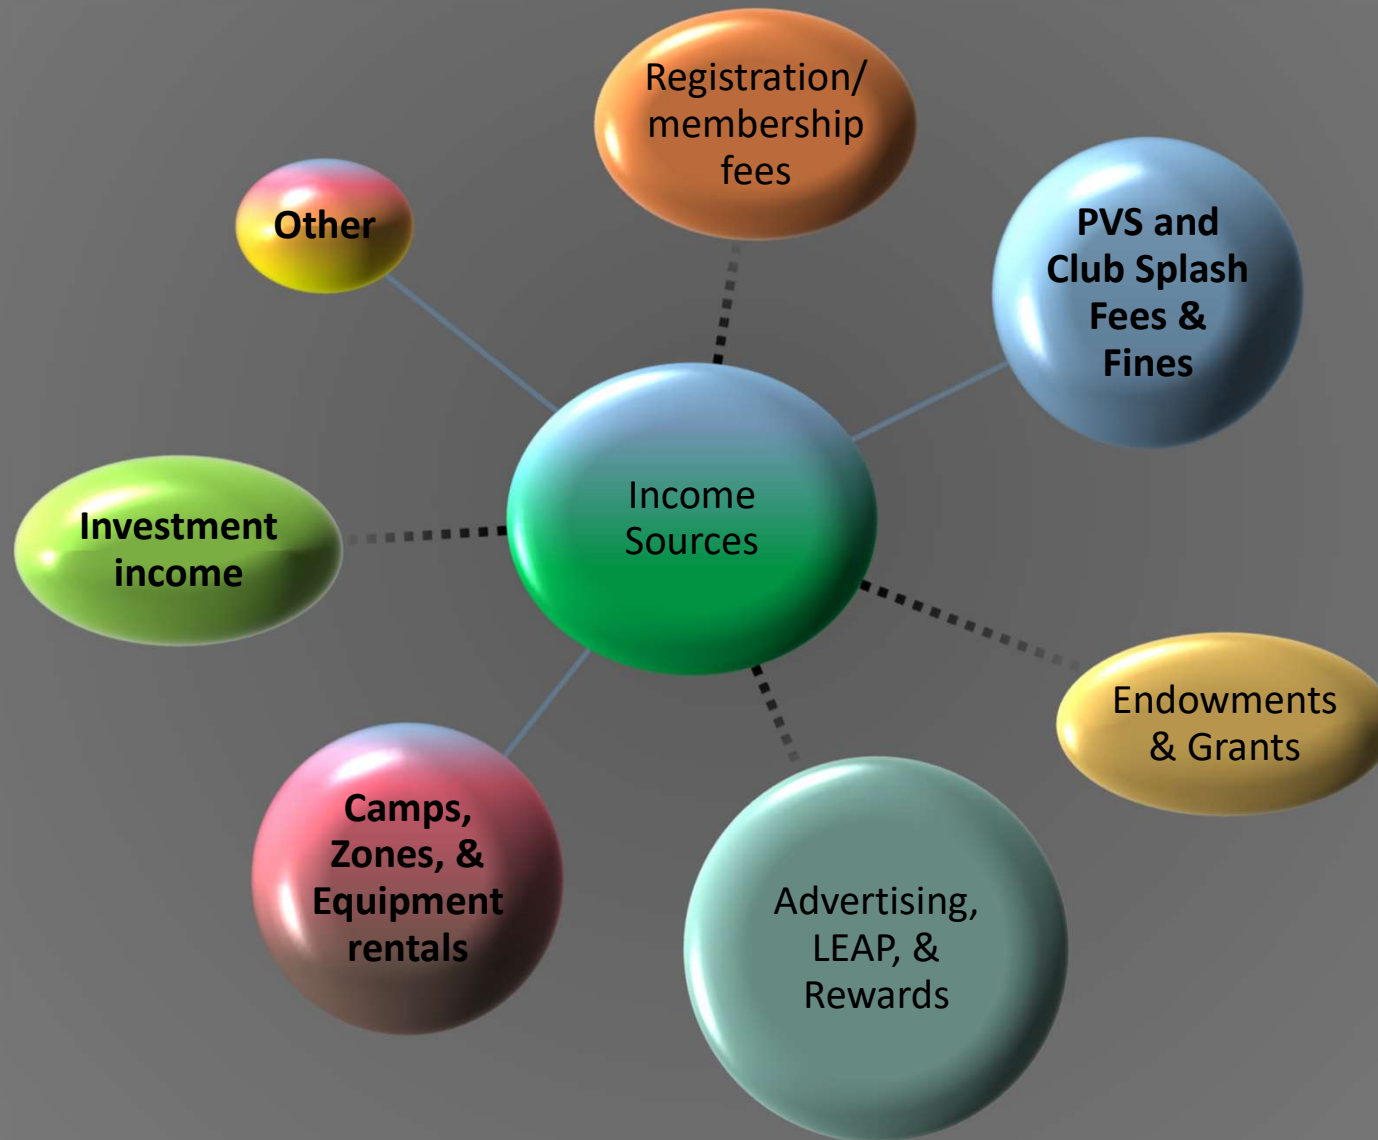 Registration/
membership
fees
PVS and
Club Splash
Fees &
Fines
Other
Income
Sources
Investment
income
Endowments
& Grants
Camps,
Zones, &
Equipment
rentals
Advertising,
LEAP, &
Rewards